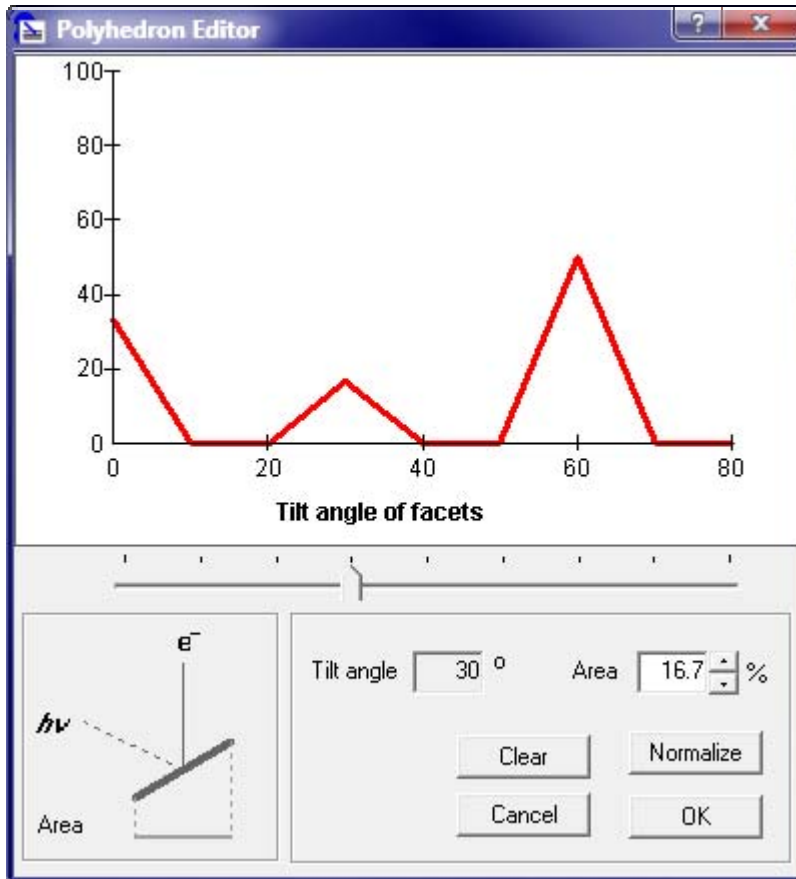 Polyhedron Editor
?
x
100
80
60
40
20
0
0 20 40 60 80
Tilt angle of facets
e⁻
hν
Area
Tilt angle 30 º Area 16.7 %
Clear Normalize
Cancel OK